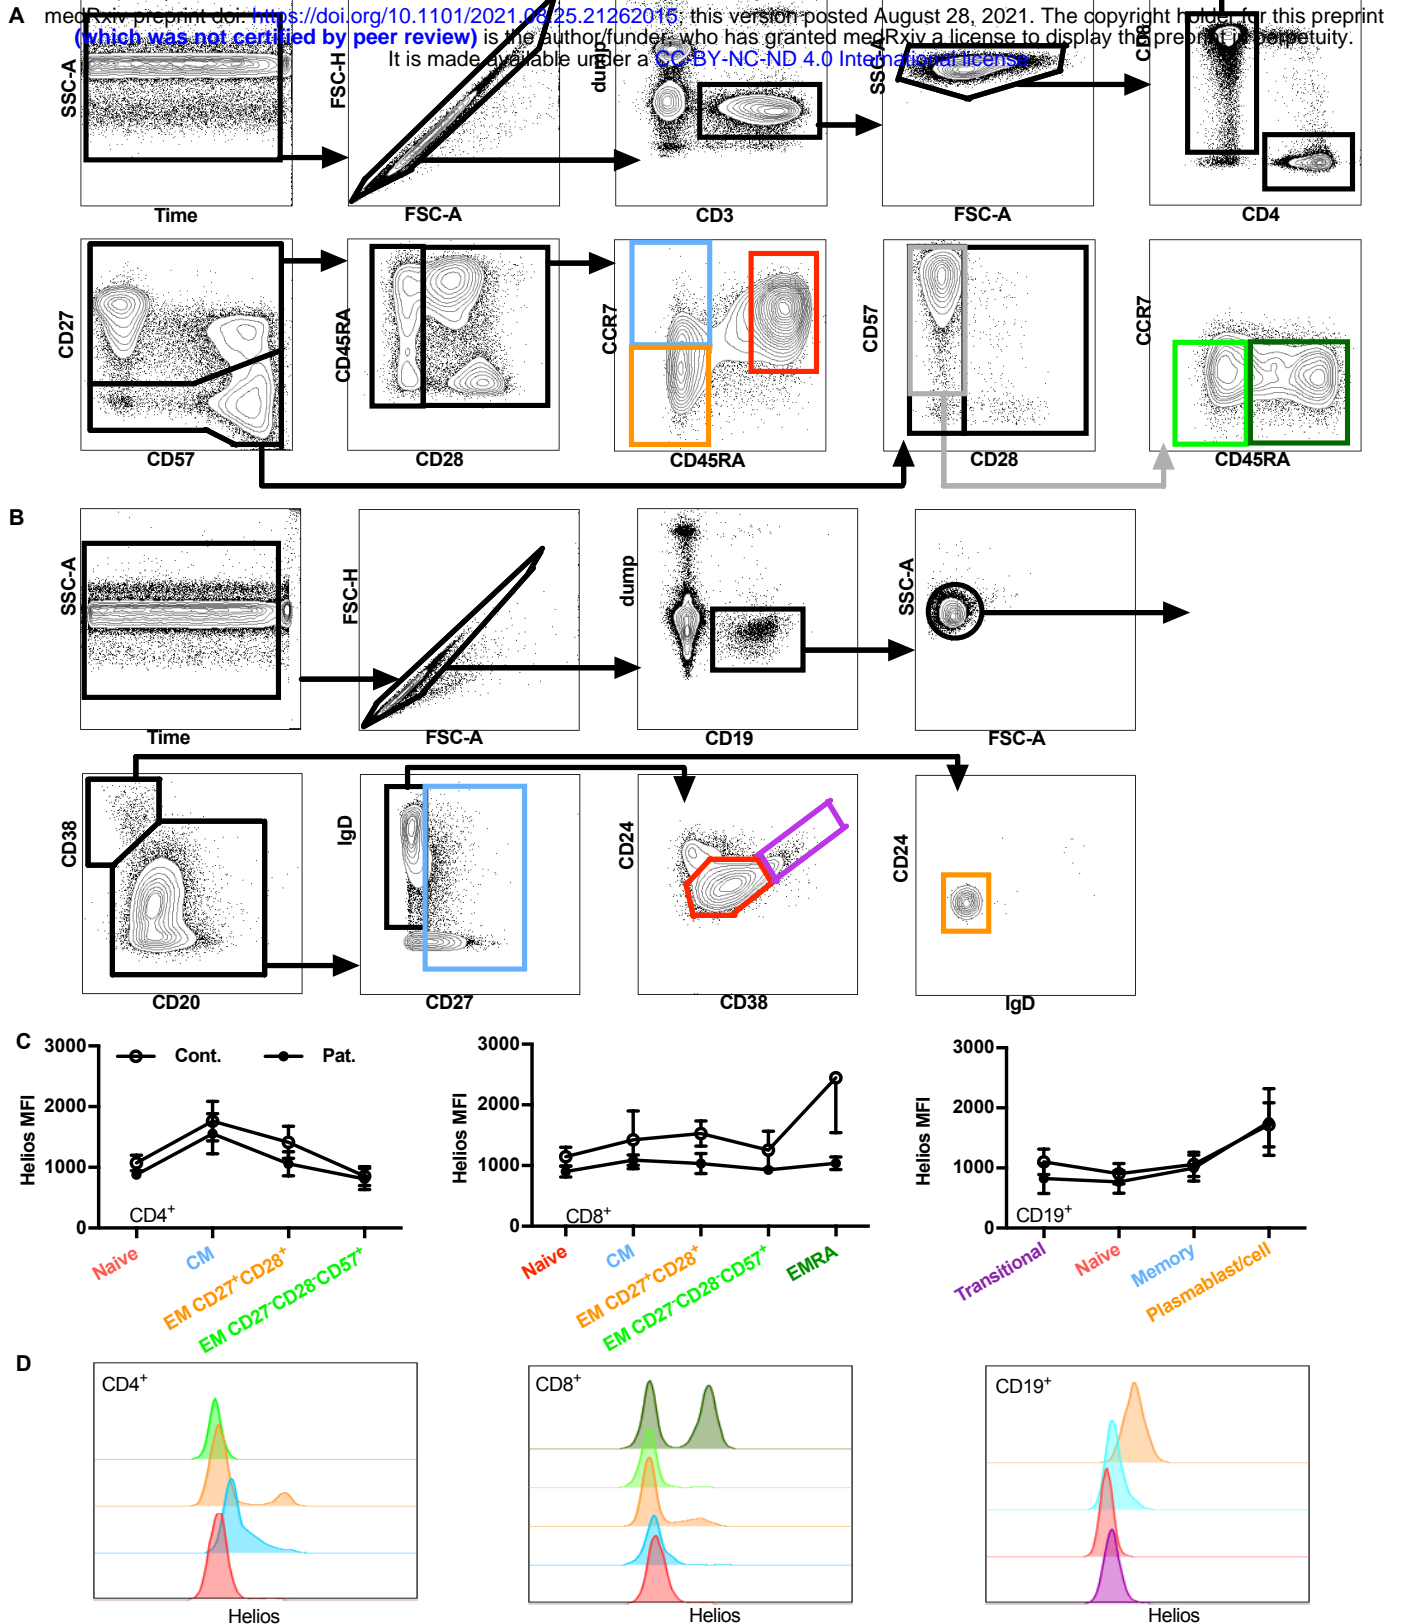 A
medRxiv preprint doi: https://doi.org/10.1101/2021.08.25.21262015; this version posted August 28, 2021. The copyright holder for this preprint
(which was not certified by peer review) is the author/funder, who has granted medRxiv a license to display the preprint in perpetuity.
It is made available under a CC-BY-NC-ND 4.0 International license.
SSC-A
Time
FSC-H
FSC-A
dump
CD3
SSC-A
FSC-A
CD8
CD4
CD27
CD57
CD45RA
CD28
CCR7
CD45RA
CD57
CD28
CCR7
CD45RA
B
SSC-A
Time
FSC-H
FSC-A
dump
CD19
SSC-A
FSC-A
CD38
CD20
IgD
CD27
CD24
CD38
CD24
IgD
C
Helios MFI
3000
2000
1000
0
Cont.
Pat.
CD4+
Naive
CM
EM CD27+CD28+
EM CD27-CD28-CD57+
Helios MFI
3000
2000
1000
0
CD8+
Naive
CM
EM CD27+CD28+
EM CD27-CD28-CD57+
EMRA
Helios MFI
3000
2000
1000
0
CD19+
Transitional
Naive
Memory
Plasmablast/cell
D
CD4+
Helios
CD8+
Helios
CD19+
Helios